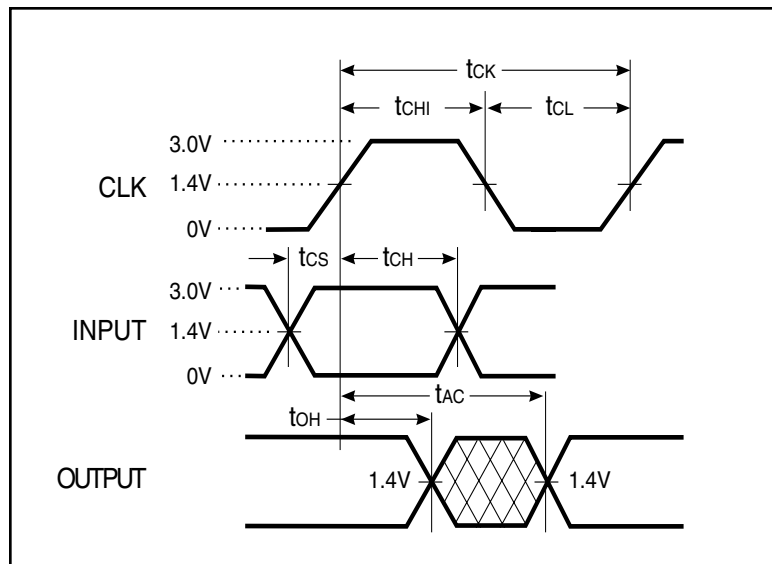 tCK
tCHI tCL
3.0V
CLK 1.4V
0V
tCS tCH
3.0V
INPUT 1.4V
0V
tAC
tOH
OUTPUT 1.4V 1.4V